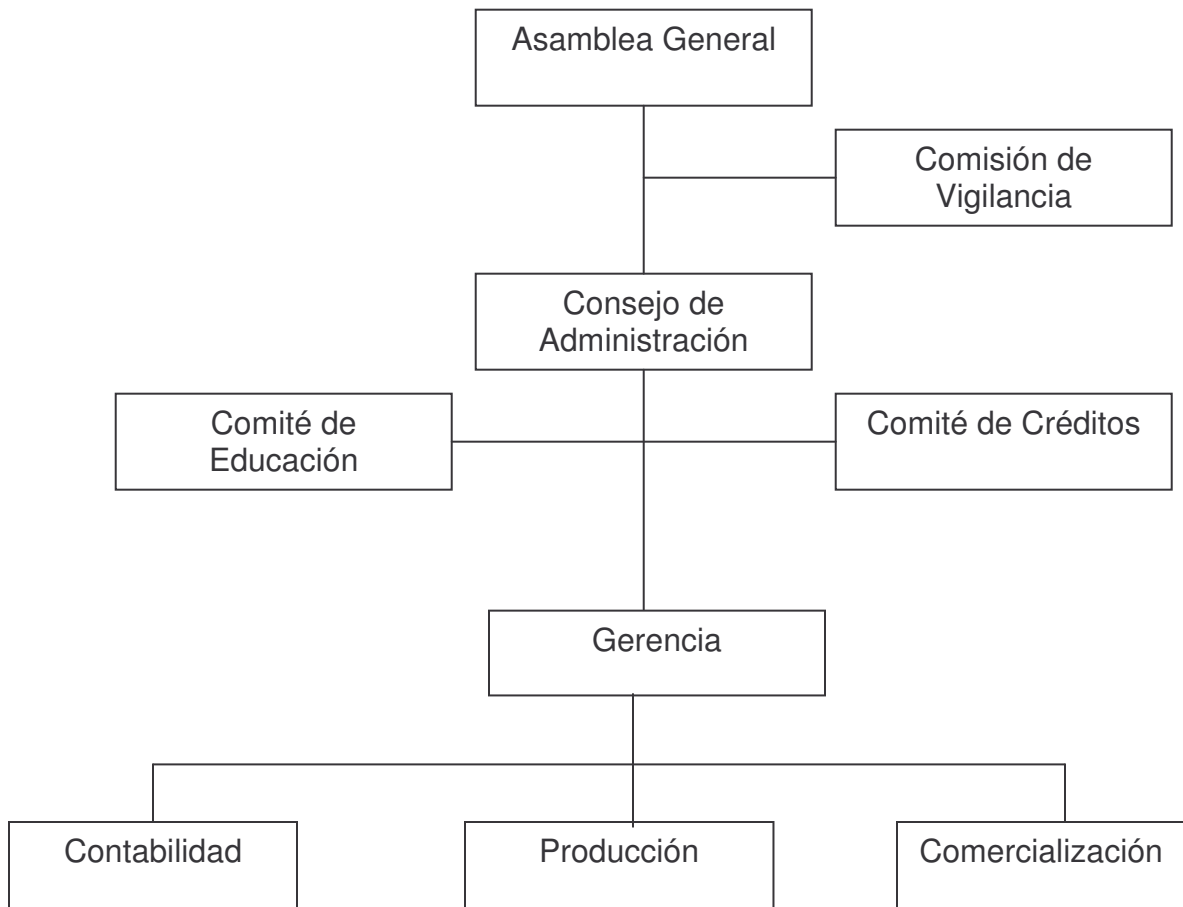 Asamblea General
Comisión de
Vigilancia
Consejo de
Administración
Comité de
Educación
Comité de Créditos
Gerencia
Contabilidad
Producción
Comercialización